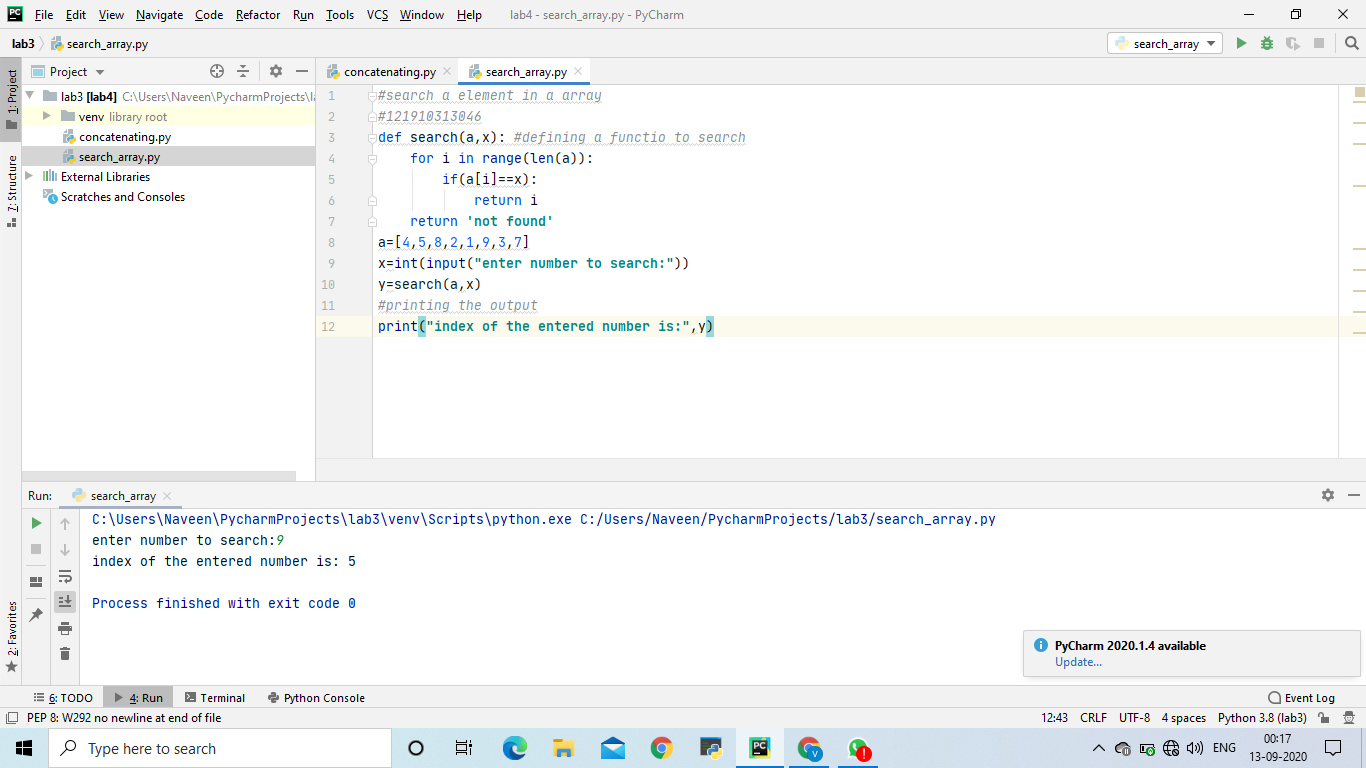 File Edit View Navigate Code Refactor Run Tools VCS Window Help lab4 - search_array.py - PyCharm
lab3 search_array.py search_array
1: Project
Project
concatenating.py search_array.py
lab3 [lab4] C:\Users\Naveen\PycharmProjects\l
venv library root
concatenating.py
search_array.py
External Libraries
Scratches and Consoles
7: Structure
1 #search a element in a array
2 #121910313046
3 def search(a,x): #defining a functio to search
4 for i in range(len(a)):
5 if(a[i]==x):
6 return i
7 return 'not found'
8 a=[4,5,8,2,1,9,3,7]
9 x=int(input("enter number to search:"))
10 y=search(a,x)
11 #printing the output
12 print("index of the entered number is:",y)
Run: search_array
C:\Users\Naveen\PycharmProjects\lab3\venv\Scripts\python.exe C:/Users/Naveen/PycharmProjects/lab3/search_array.py
enter number to search:9
index of the entered number is: 5
Process finished with exit code 0
2: Favorites
PyCharm 2020.1.4 available
Update...
6: TODO 4: Run Terminal Python Console Event Log
PEP 8: W292 no newline at end of file 12:43 CRLF UTF-8 4 spaces Python 3.8 (lab3)
Type here to search PC V ENG 00:17
13-09-2020